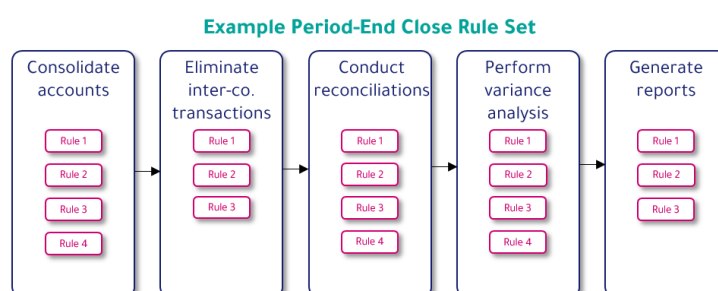 Example Period-End Close Rule Set
Consolidate
accounts
Rule 1
Rule 2
Rule 3
Rule 4
Eliminate
inter-co.
transactions
Rule 1
Rule 2
Rule 3
Conduct
reconciliations
Rule 1
Rule 2
Rule 3
Rule 4
Perform
variance
analysis
Rule 1
Rule 2
Rule 3
Rule 4
Generate
reports
Rule 1
Rule 2
Rule 3